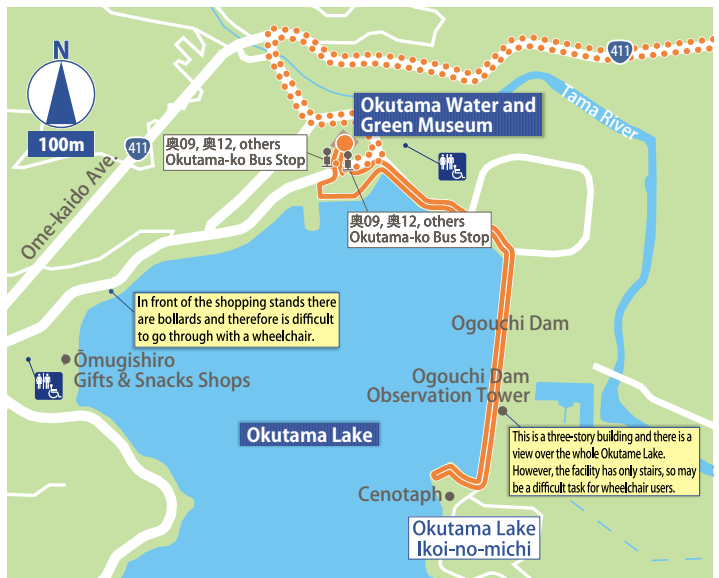 N
100m
411
Ome-kaido Ave.
411
Tama River
Okutama Water and
Green Museum
奥09, 奥12, others
Okutama-ko Bus Stop
奥09, 奥12, others
Okutama-ko Bus Stop
In front of the shopping stands there
are bollards and therefore is difficult
to go through with a wheelchair.
Ōmugishiro
Gifts & Snacks Shops
Ogouchi Dam
Ogouchi Dam
Observation Tower
Okutama Lake
This is a three-story building and there is a
view over the whole Okutame Lake.
However, the facility has only stairs, so may
be a difficult task for wheelchair users.
Cenotaph
Okutama Lake
Ikoi-no-michi